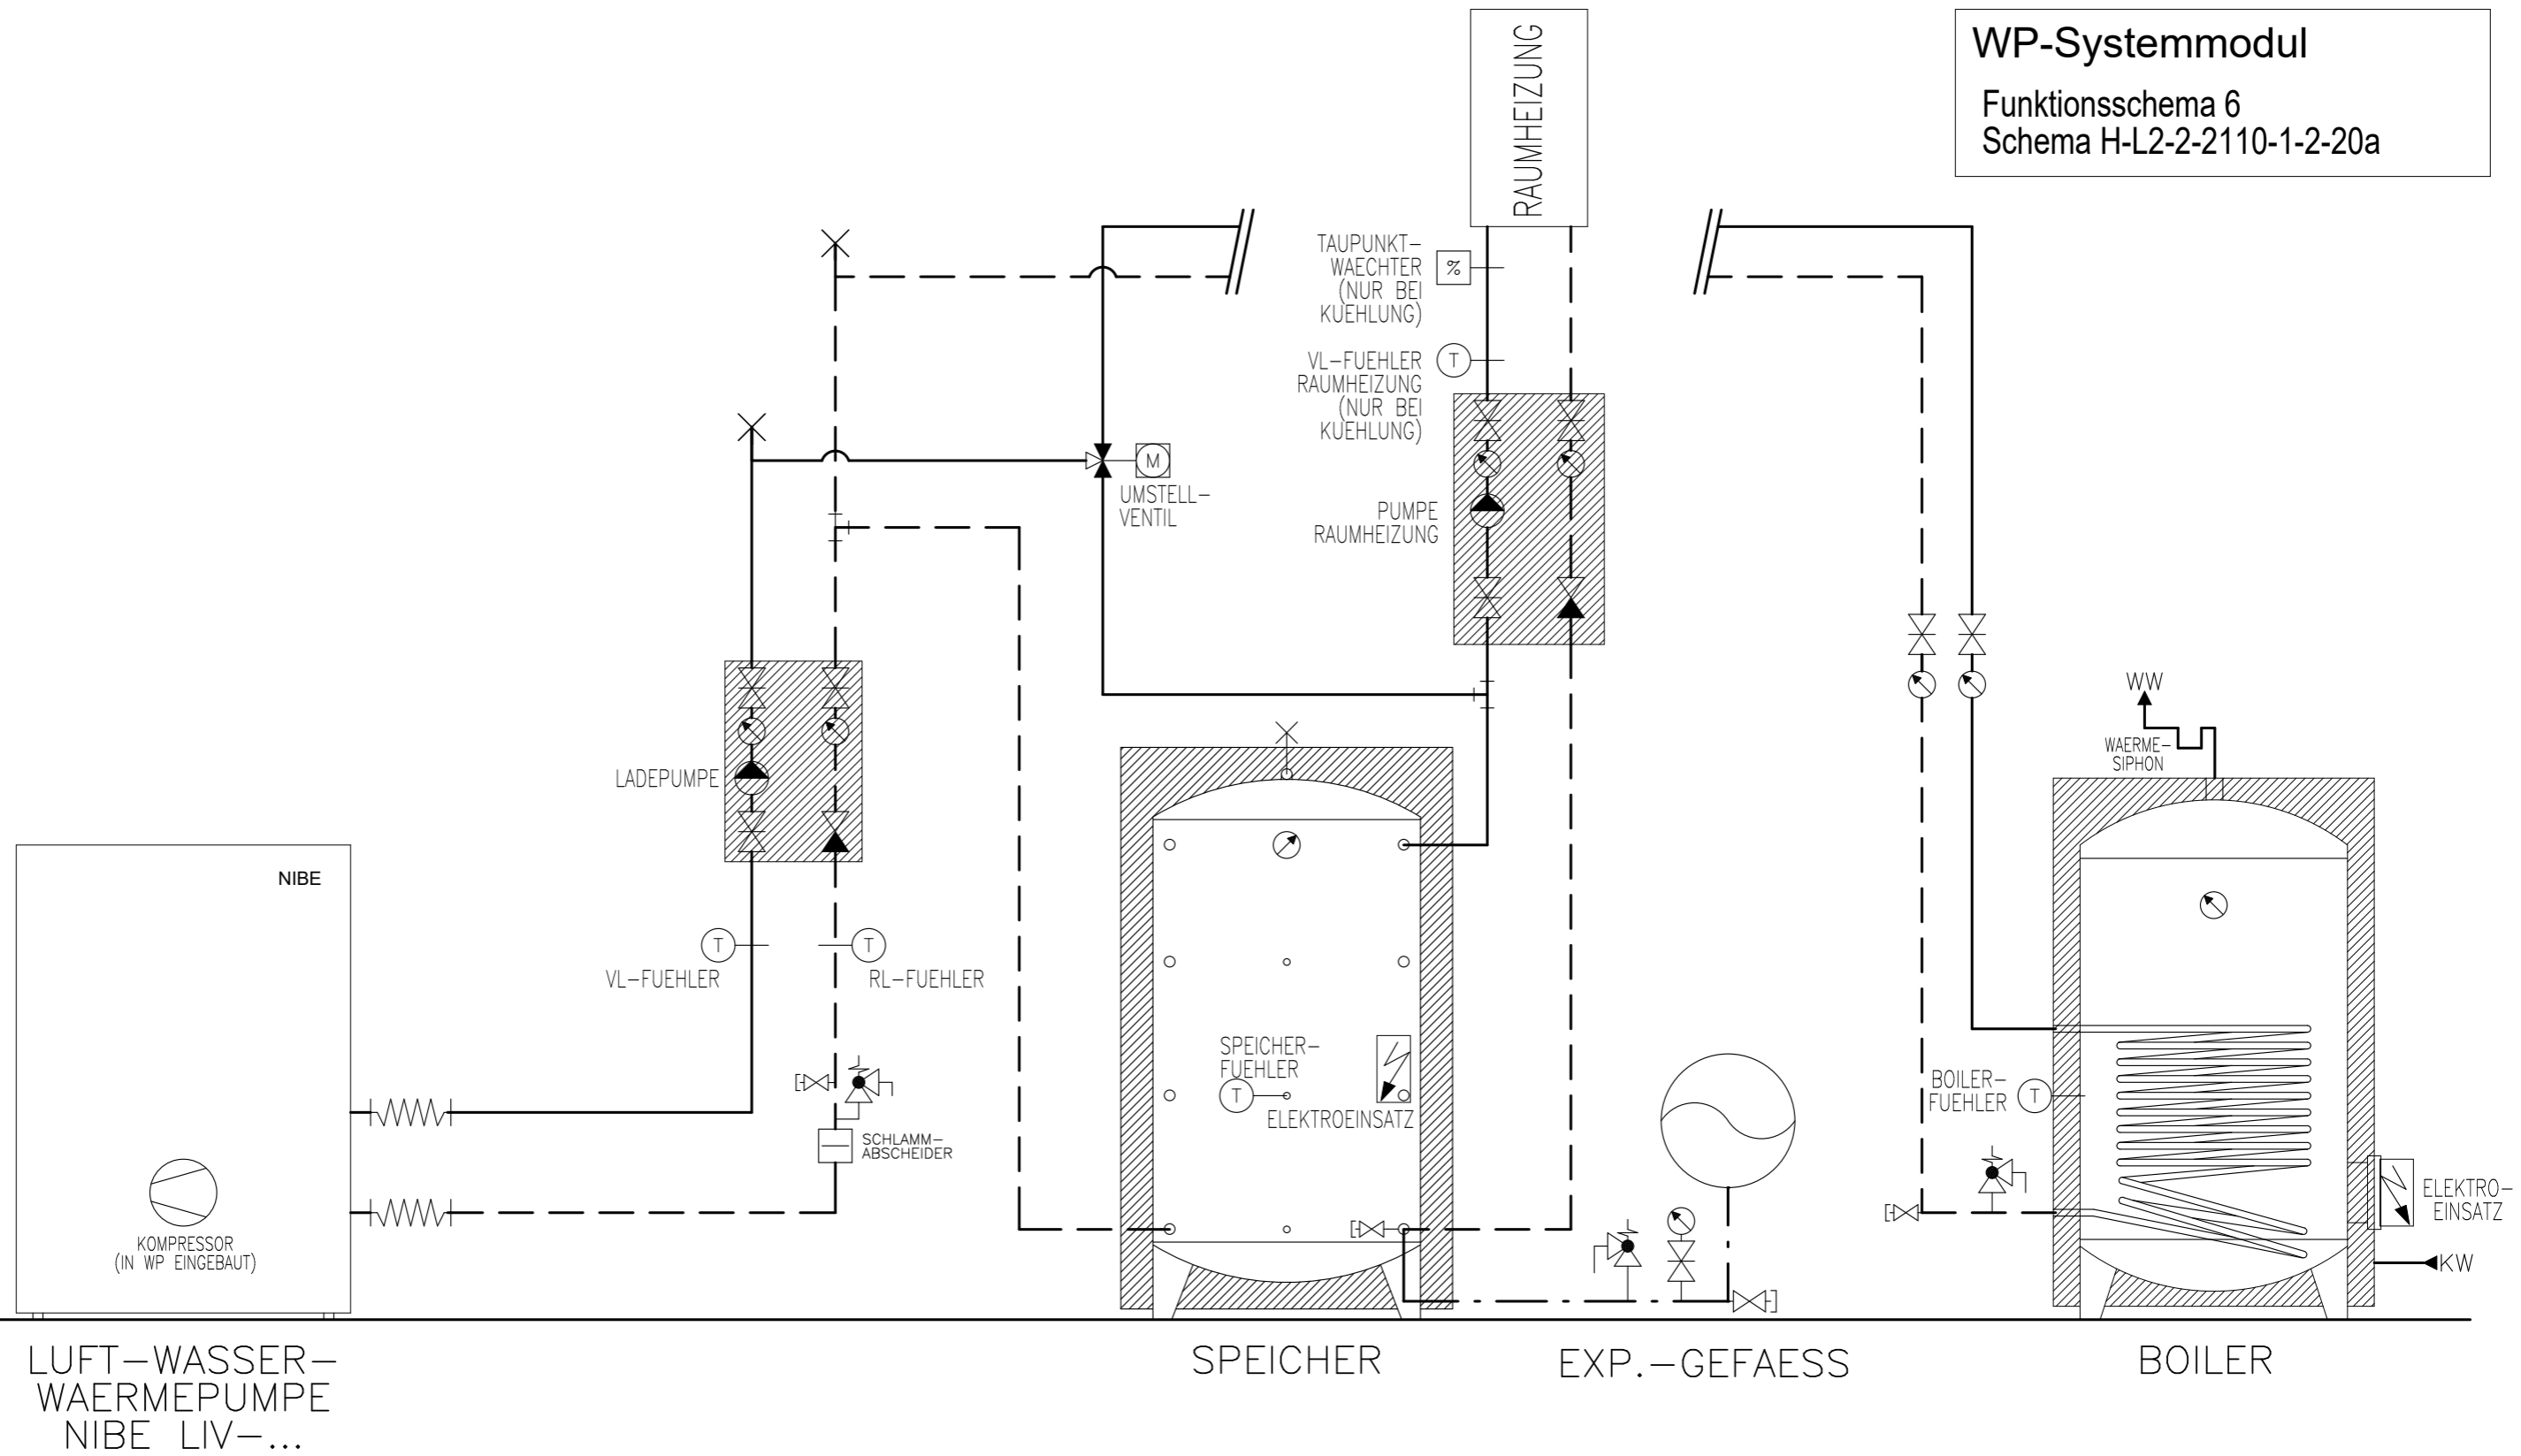 WP-Systemmodul
Funktionsschema 6
Schema H-L2-2-2110-1-2-20a
RAUMHEIZUNG
TAUPUNKT-
WAECHTER
(NUR BEI
KUEHLUNG)
%
VL-FUEHLER
RAUMHEIZUNG
(NUR BEI
KUEHLUNG)
T
M
UMSTELL-
VENTIL
PUMPE
RAUMHEIZUNG
LADEPUMPE
WW
WAERME-
SIPHON
NIBE
T
VL-FUEHLER
T
RL-FUEHLER
SPEICHER-
FUEHLER
T
ELEKTROEINSATZ
BOILER-
FUEHLER
T
SCHLAMM-
ABSCHEIDER
ELEKTRO-
EINSATZ
KW
KOMPRESSOR
(IN WP EINGEBAUT)
LUFT-WASSER-
WAERMEPUMPE
NIBE LIV-...
SPEICHER
EXP.-GEFAESS
BOILER